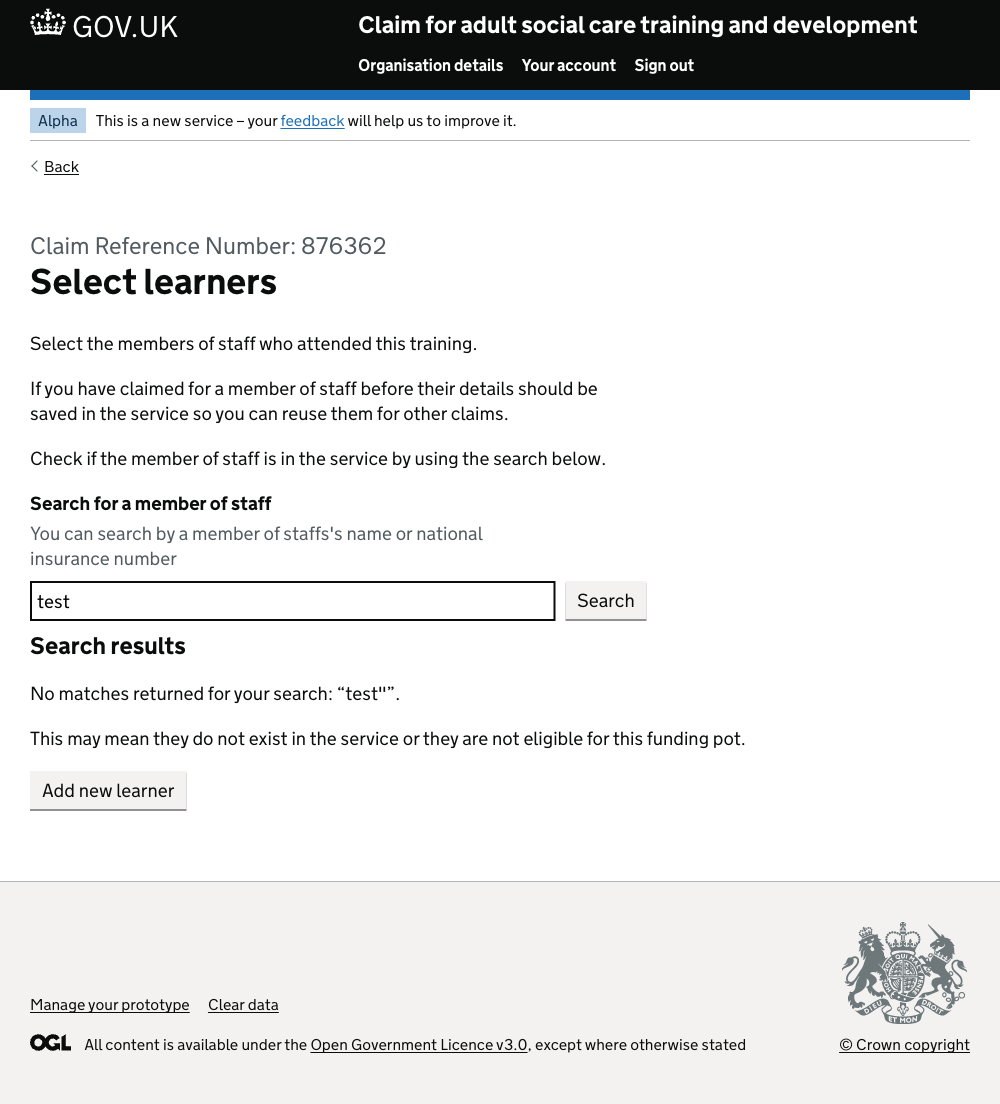 GOV.UK
Claim for adult social care training and development
Organisation details Your account Sign out
Alpha This is a new service – your feedback will help us to improve it.
Back
Claim Reference Number: 876362
Select learners
Select the members of staff who attended this training.
If you have claimed for a member of staff before their details should be
saved in the service so you can reuse them for other claims.
Check if the member of staff is in the service by using the search below.
Search for a member of staff
You can search by a member of staffs's name or national
insurance number
test Search
Search results
No matches returned for your search: “test"”.
This may mean they do not exist in the service or they are not eligible for this funding pot.
Add new learner
Manage your prototype Clear data
OGL All content is available under the Open Government Licence v3.0, except where otherwise stated
© Crown copyright